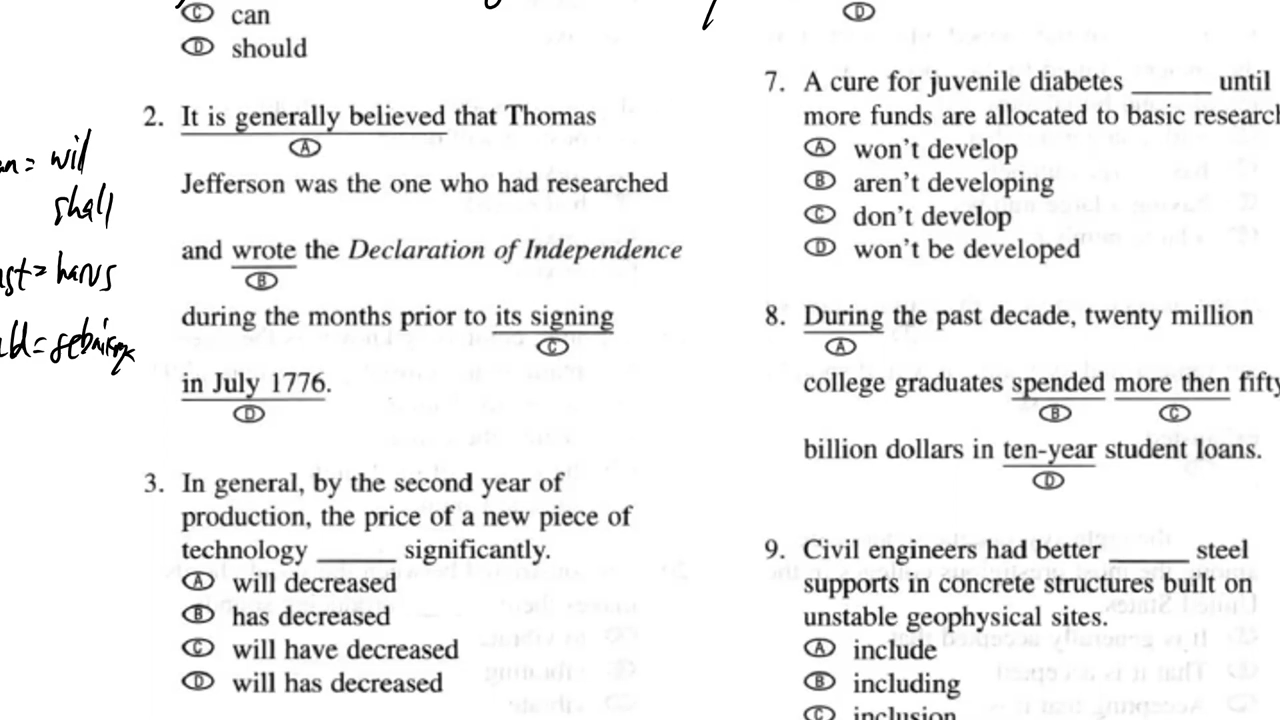 Ⓒ can
Ⓓ should
2. It is generally believed that Thomas
Ⓐ
Jefferson was the one who had researched
and wrote the Declaration of Independence
Ⓑ
during the months prior to its signing
Ⓒ
in July 1776.
Ⓓ
3. In general, by the second year of
production, the price of a new piece of
technology ______ significantly.
Ⓐ will decreased
Ⓑ has decreased
Ⓒ will have decreased
Ⓓ will has decreased
= will
shall
Ⓓ
7. A cure for juvenile diabetes ______ until
more funds are allocated to basic research
Ⓐ won't develop
Ⓑ aren't developing
Ⓒ don't develop
Ⓓ won't be developed
8. During the past decade, twenty million
Ⓐ
college graduates spended more then fifty
Ⓑ Ⓒ
billion dollars in ten-year student loans.
Ⓓ
9. Civil engineers had better ______ steel
supports in concrete structures built on
unstable geophysical sites.
Ⓐ include
Ⓑ including
Ⓒ inclusion